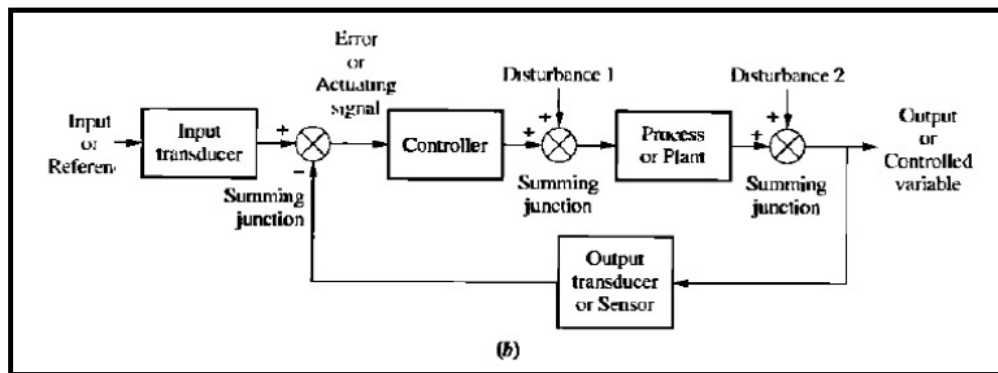 Error
or
Actuating
signal
Disturbance 1
Disturbance 2
Input
or
Referen
Input
transducer
+
−
Summing
junction
Controller
+
+
Summing
junction
Process
or Plant
+
+
Summing
junction
Output
or
Controlled
variable
Output
transducer
or Sensor
(b)